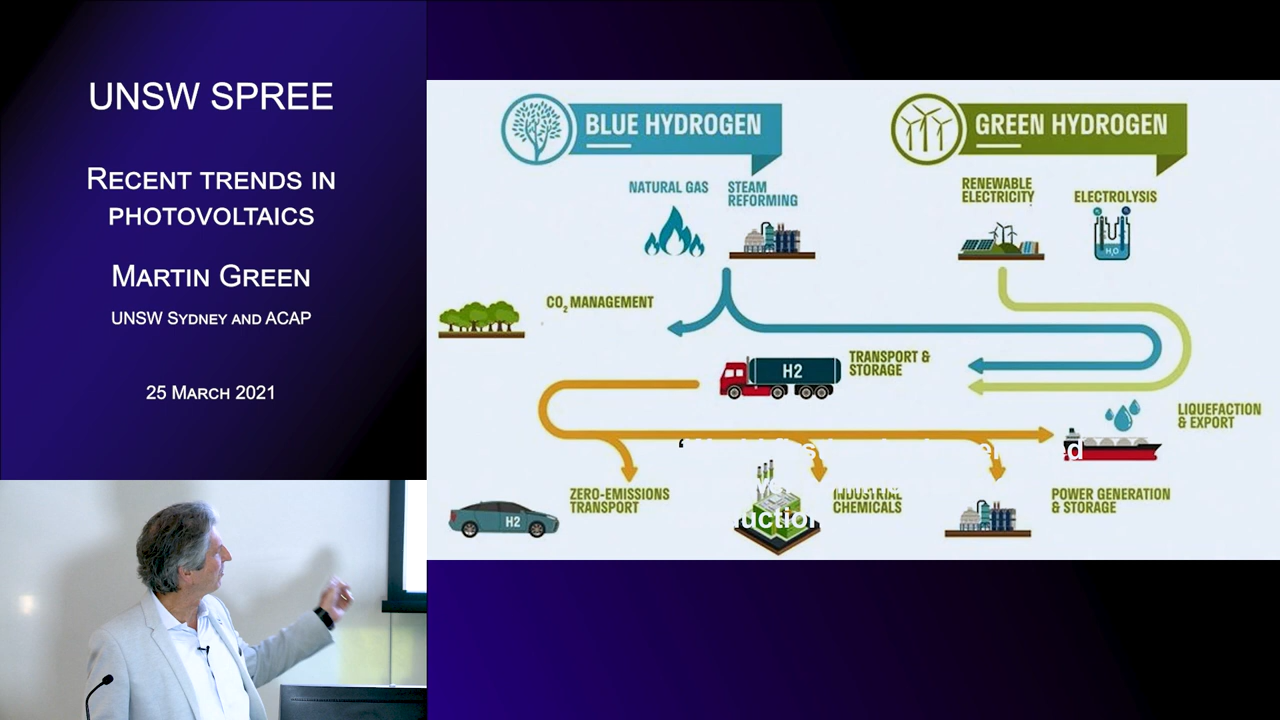 UNSW SPREE
RECENT TRENDS IN
PHOTOVOLTAICS
MARTIN GREEN
UNSW SYDNEY AND ACAP
25 MARCH 2021
BLUE HYDROGEN
GREEN HYDROGEN
NATURAL GAS
STEAM
REFORMING
RENEWABLE
ELECTRICITY
ELECTROLYSIS
H₂O
CO₂ MANAGEMENT
H2
TRANSPORT &
STORAGE
LIQUEFACTION
& EXPORT
H2
ZERO-EMISSIONS
TRANSPORT
INDUSTRIAL
CHEMICALS
POWER GENERATION
& STORAGE